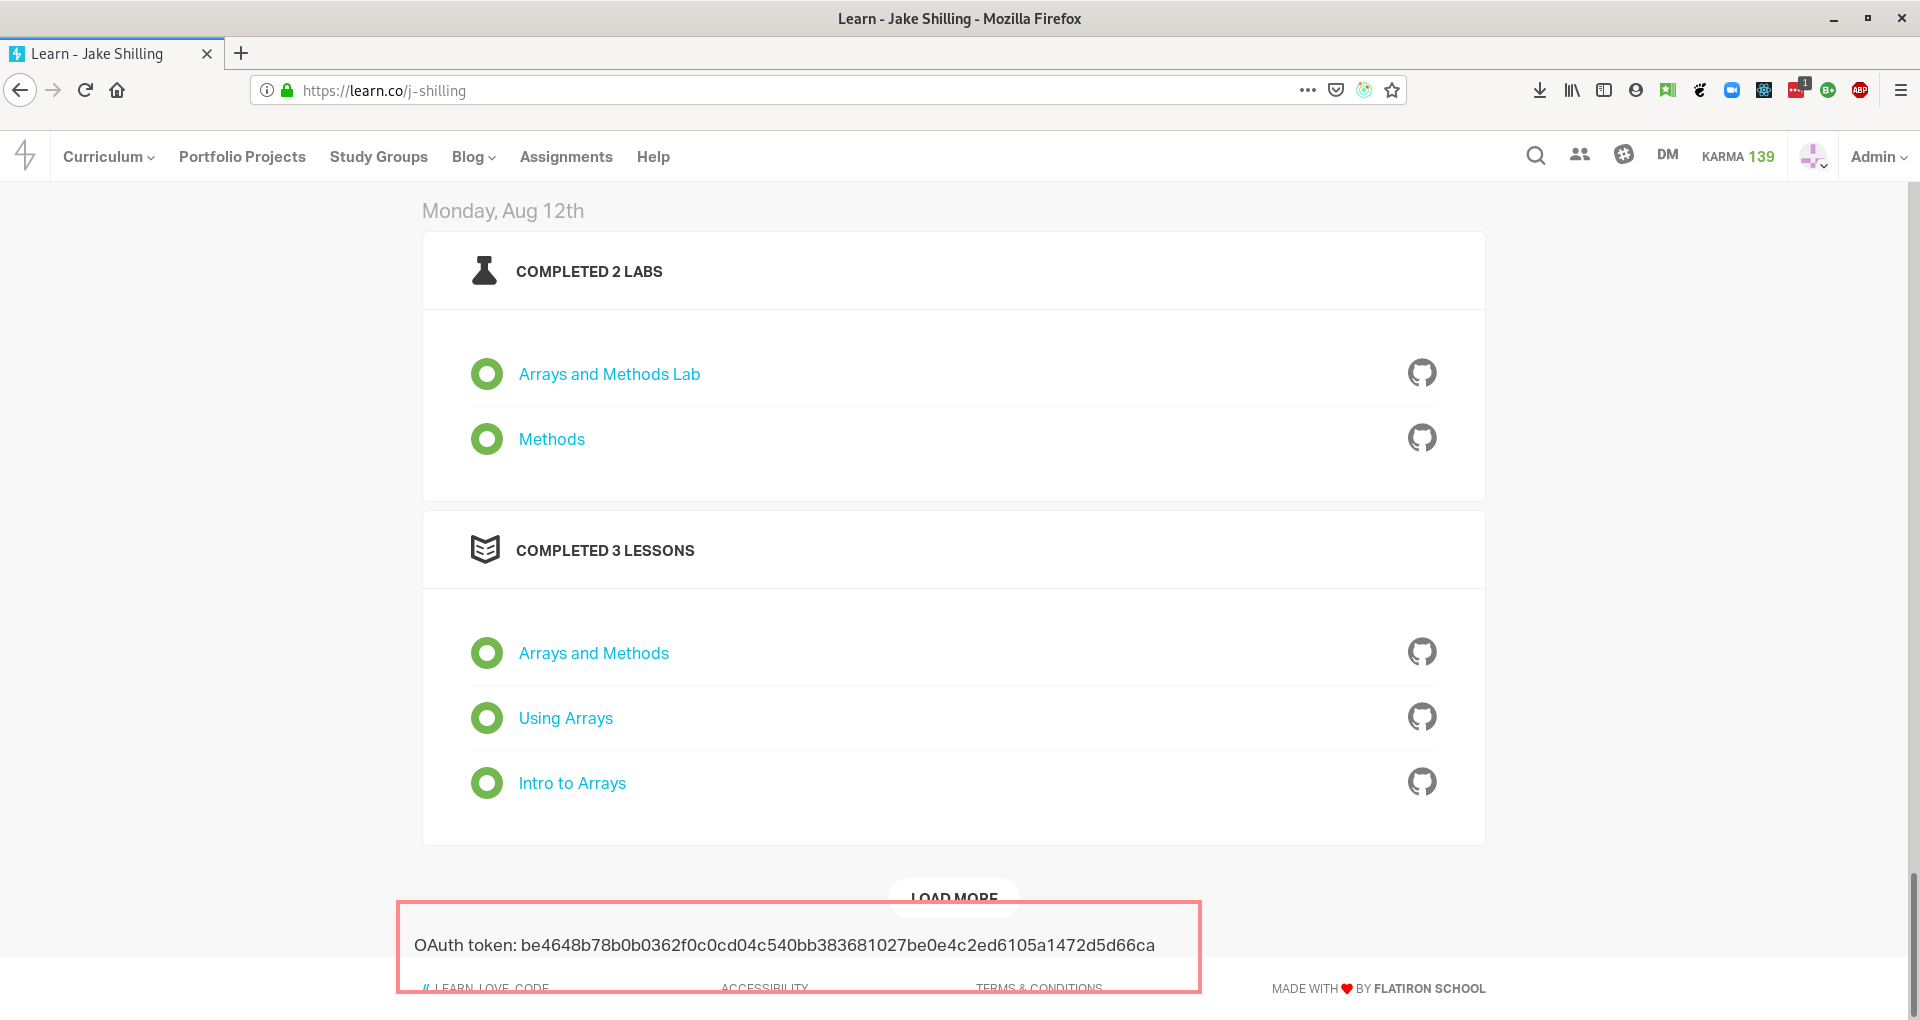 Learn - Jake Shilling - Mozilla Firefox
Learn - Jake Shilling
https://learn.co/j-shilling
1
B+
ABP
Curriculum
Portfolio Projects
Study Groups
Blog
Assignments
Help
DM
KARMA 139
Admin
Monday, Aug 12th
COMPLETED 2 LABS
Arrays and Methods Lab
Methods
COMPLETED 3 LESSONS
Arrays and Methods
Using Arrays
Intro to Arrays
LOAD MORE
OAuth token: be4648b78b0b0362f0c0cd04c540bb383681027be0e4c2ed6105a1472d5d66ca
// LEARN. LOVE. CODE.
ACCESSIBILITY
TERMS & CONDITIONS
MADE WITH ❤ BY FLATIRON SCHOOL